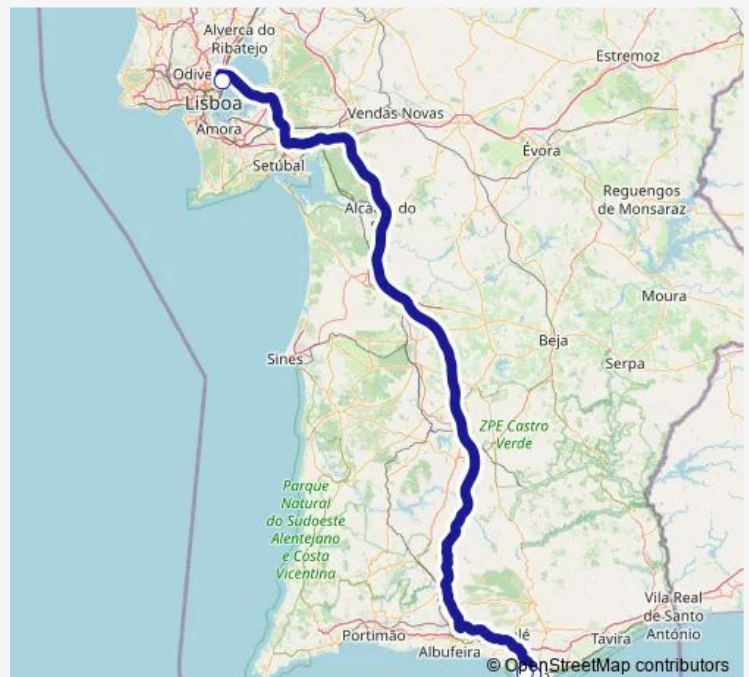 Alverca do
Ribatejo
Estremoz
Lisboa
Vendas Novas
Amora
Évora
Setúbal
Reguengos
de Monsaraz
do
Moura
Beja
Sines
Serpa
ZPE Castro
Verde
Parque
Natural
do Sudoeste
Alentejano
e Costa
Vicentina
Vila Real
de Santo
António
Portimão
Tavira
Albufeira
© OpenStreetMap contributors